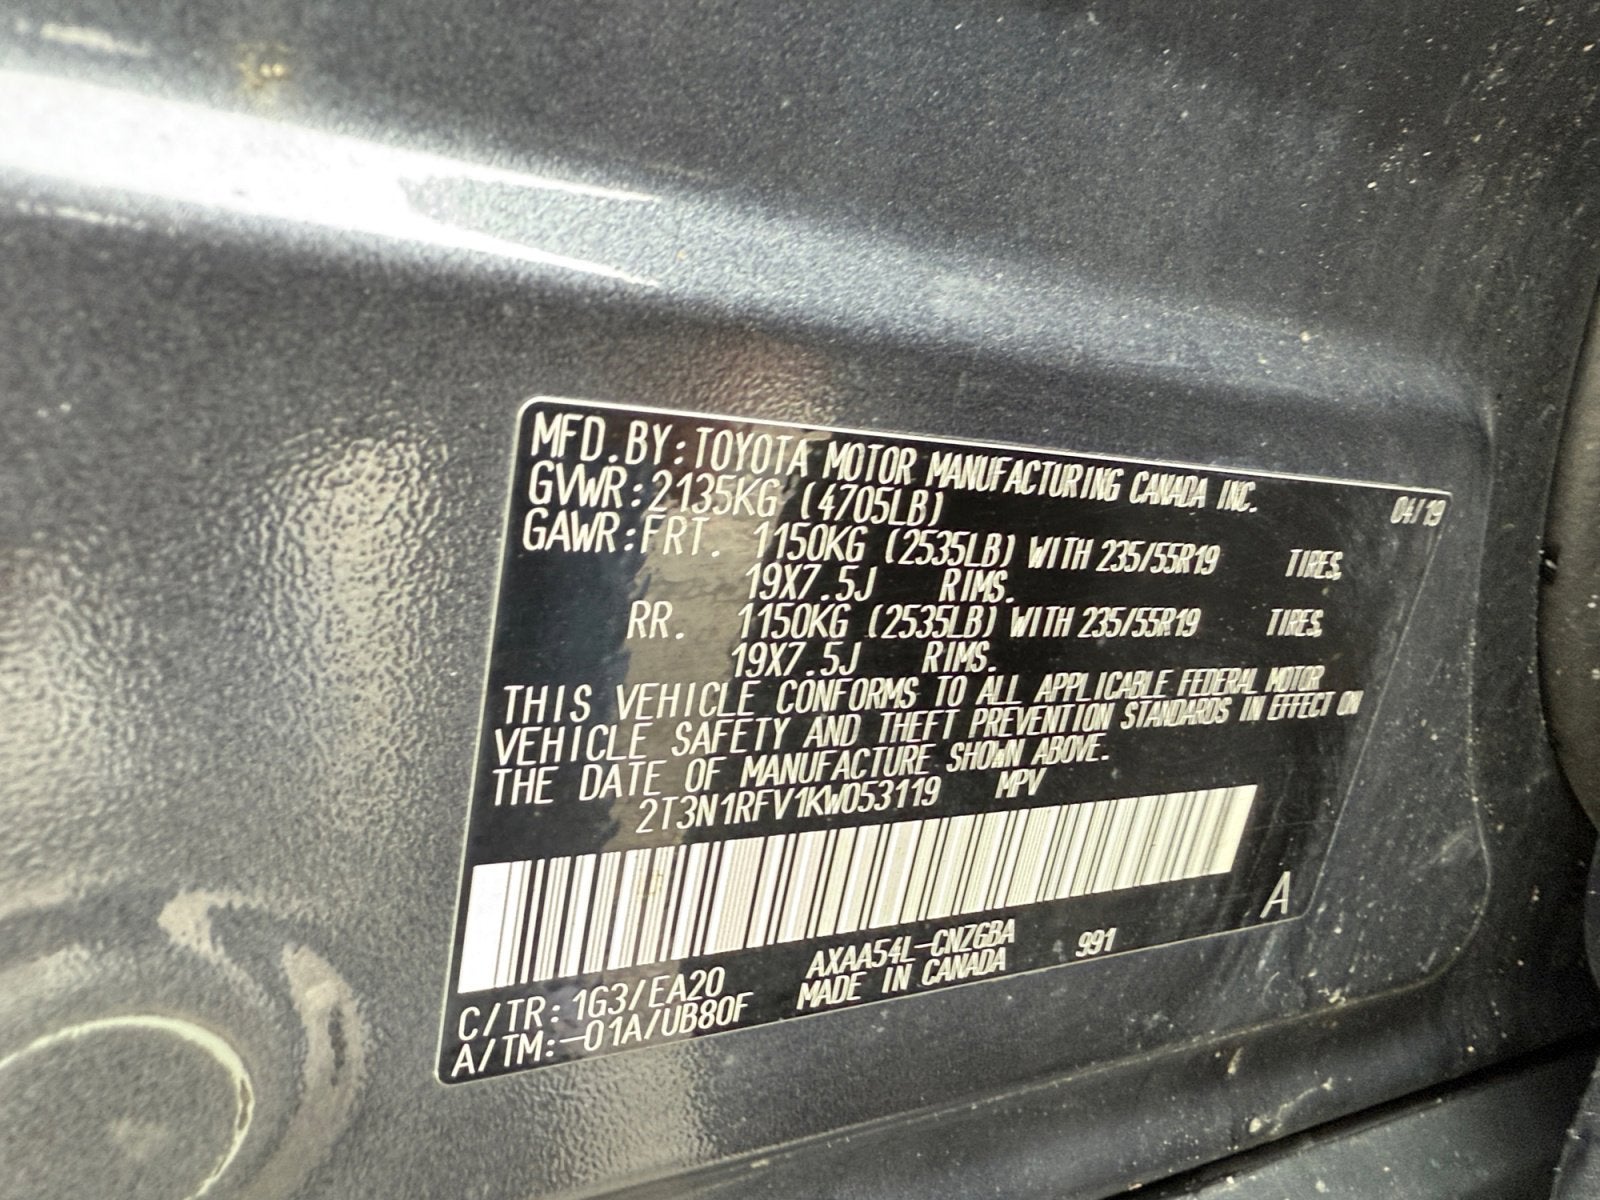 MFD.BY:TOYOTA MOTOR MANUFACTURING CANADA INC.
GVWR:2135KG (4705LB) 04/19
GAWR:FRT. 1150KG (2535LB) WITH 235/55R19 TIRES,
19X7.5J RIMS.
RR. 1150KG (2535LB) WITH 235/55R19 TIRES,
19X7.5J RIMS.
THIS VEHICLE CONFORMS TO ALL APPLICABLE FEDERAL MOTOR
VEHICLE SAFETY AND THEFT PREVENTION STANDARDS IN EFFECT ON
THE DATE OF MANUFACTURE SHOWN ABOVE.
2T3N1RFV1KW053119 MPV
A
C/TR: 1G3/EA20 AXAA54L-CNZGBA 991
A/TM:-01A/UB80F MADE IN CANADA